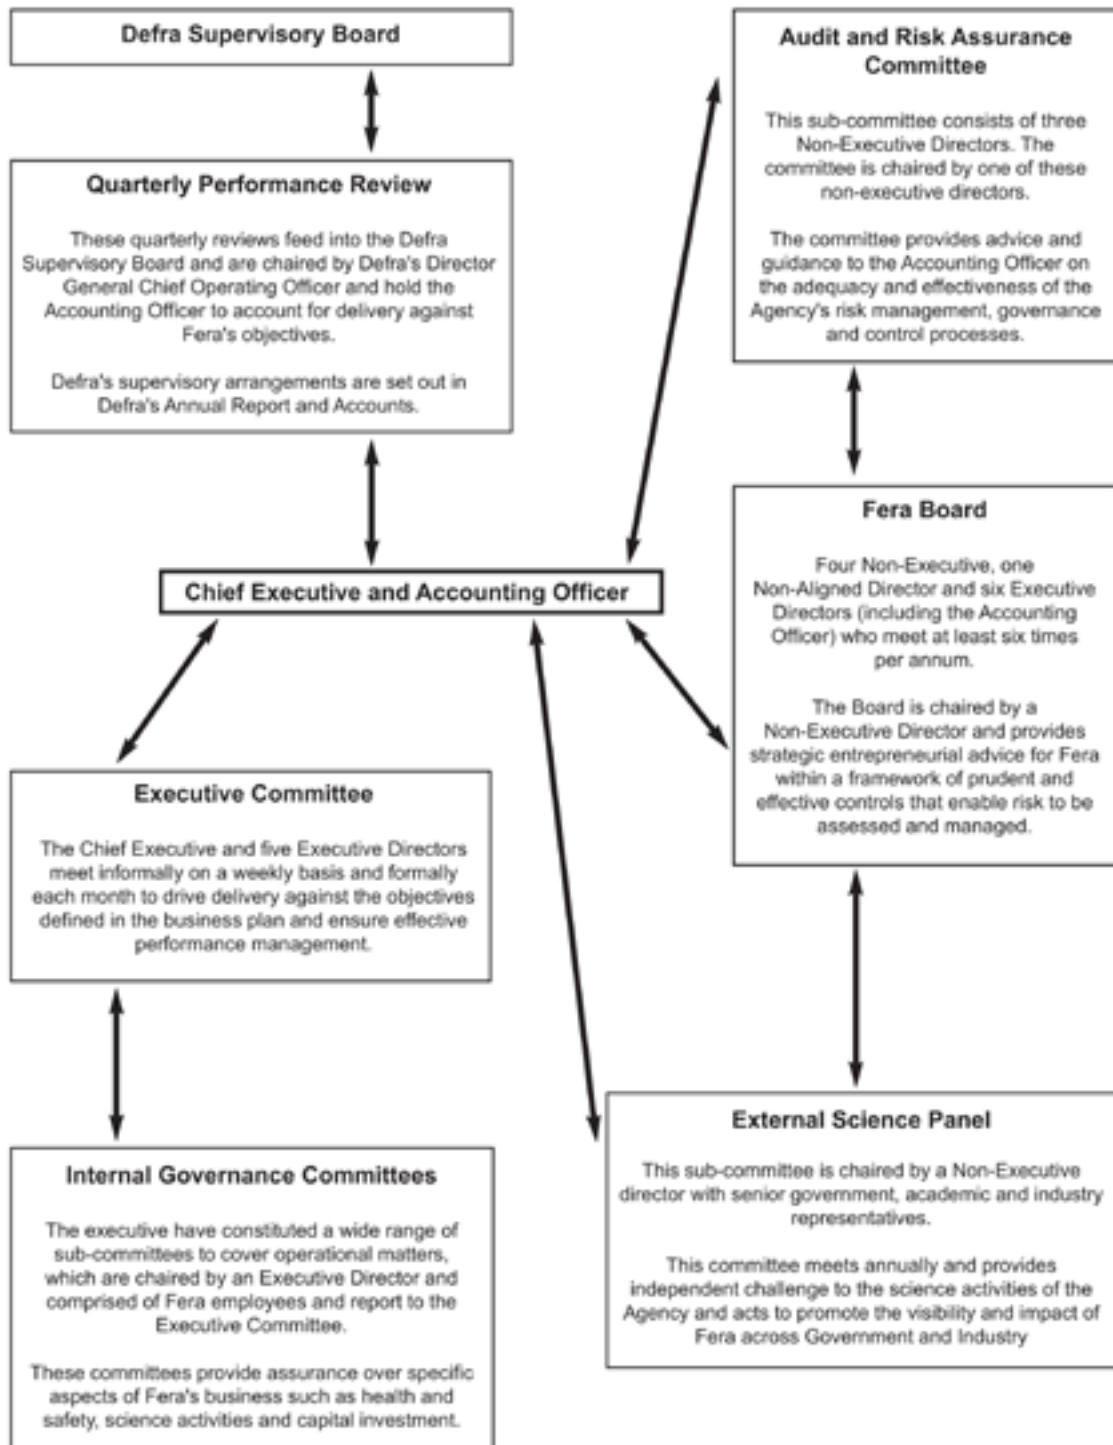 Defra Supervisory Board
Quarterly Performance Review
These quarterly reviews feed into the Defra
Supervisory Board and are chaired by Defra's Director
General Chief Operating Officer and hold the
Accounting Officer to account for delivery against
Fera's objectives.
Defra's supervisory arrangements are set out in
Defra's Annual Report and Accounts.
Audit and Risk Assurance
Committee
This sub-committee consists of three
Non-Executive Directors. The
committee is chaired by one of these
non-executive directors.
The committee provides advice and
guidance to the Accounting Officer on
the adequacy and effectiveness of the
Agency's risk management, governance
and control processes.
Chief Executive and Accounting Officer
Fera Board
Four Non-Executive, one
Non-Aligned Director and six Executive
Directors (including the Accounting
Officer) who meet at least six times
per annum.
The Board is chaired by a
Non-Executive Director and provides
strategic entrepreneurial advice for Fera
within a framework of prudent and
effective controls that enable risk to be
assessed and managed.
Executive Committee
The Chief Executive and five Executive Directors
meet informally on a weekly basis and formally
each month to drive delivery against the objectives
defined in the business plan and ensure effective
performance management.
Internal Governance Committees
The executive have constituted a wide range of
sub-committees to cover operational matters,
which are chaired by an Executive Director and
comprised of Fera employees and report to the
Executive Committee.
These committees provide assurance over specific
aspects of Fera's business such as health and
safety, science activities and capital investment.
External Science Panel
This sub-committee is chaired by a Non-Executive
director with senior government, academic and industry
representatives.
This committee meets annually and provides
independent challenge to the science activities of the
Agency and acts to promote the visibility and impact of
Fera across Government and Industry